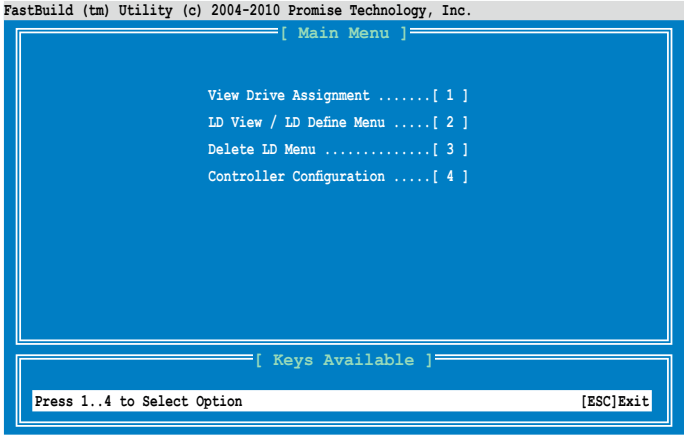 FastBuild (tm) Utility (c) 2004-2010 Promise Technology, Inc.
[ Main Menu ]
View Drive Assignment .......[ 1 ]
LD View / LD Define Menu .....[ 2 ]
Delete LD Menu ..............[ 3 ]
Controller Configuration .....[ 4 ]
[ Keys Available ]
Press 1..4 to Select Option [ESC]Exit